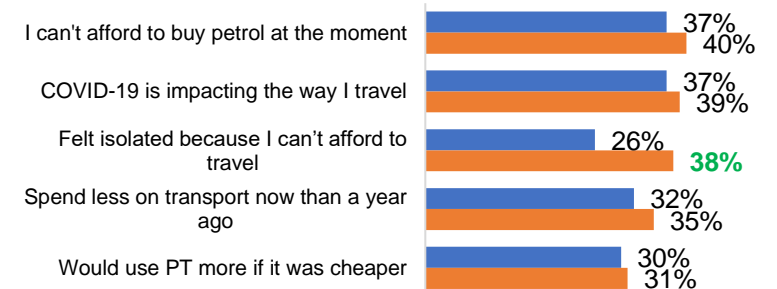 I can't afford to buy petrol at the moment
37%
40%
COVID-19 is impacting the way I travel
37%
39%
Felt isolated because I can’t afford to
travel
26%
38%
Spend less on transport now than a year
ago
32%
35%
Would use PT more if it was cheaper
30%
31%